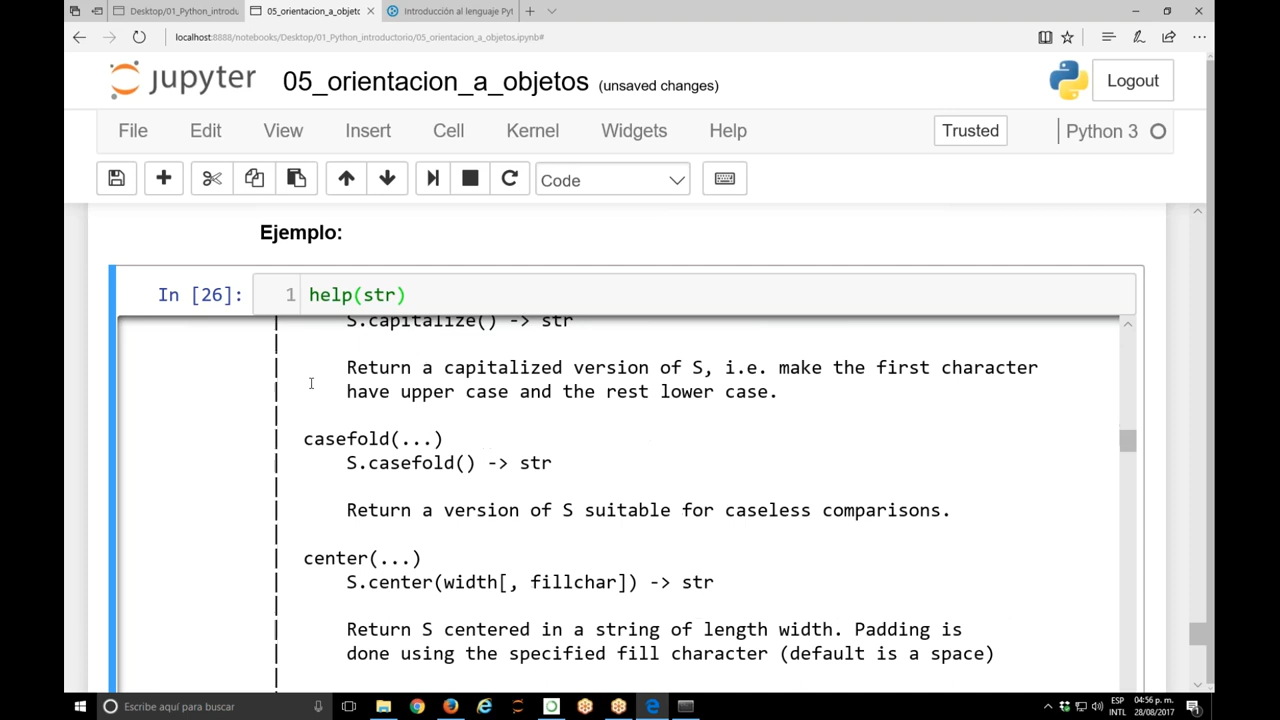 Desktop/01_Python_introdu
05_orientacion_a_objeto
Introducción al lenguaje Pyt
localhost:8888/notebooks/Desktop/01_Python_introductorio/05_orientacion_a_objetos.ipynb#
jupyter
05_orientacion_a_objetos (unsaved changes)
Logout
File Edit View Insert Cell Kernel Widgets Help
Trusted
Python 3
Code
Ejemplo:
In [26]: 1 help(str)
S.capitalize() -> str
Return a capitalized version of S, i.e. make the first character
have upper case and the rest lower case.
casefold(...)
S.casefold() -> str
Return a version of S suitable for caseless comparisons.
center(...)
S.center(width[, fillchar]) -> str
Return S centered in a string of length width. Padding is
done using the specified fill character (default is a space)
Escribe aquí para buscar
ESP
INTL
04:56 p. m.
28/08/2017